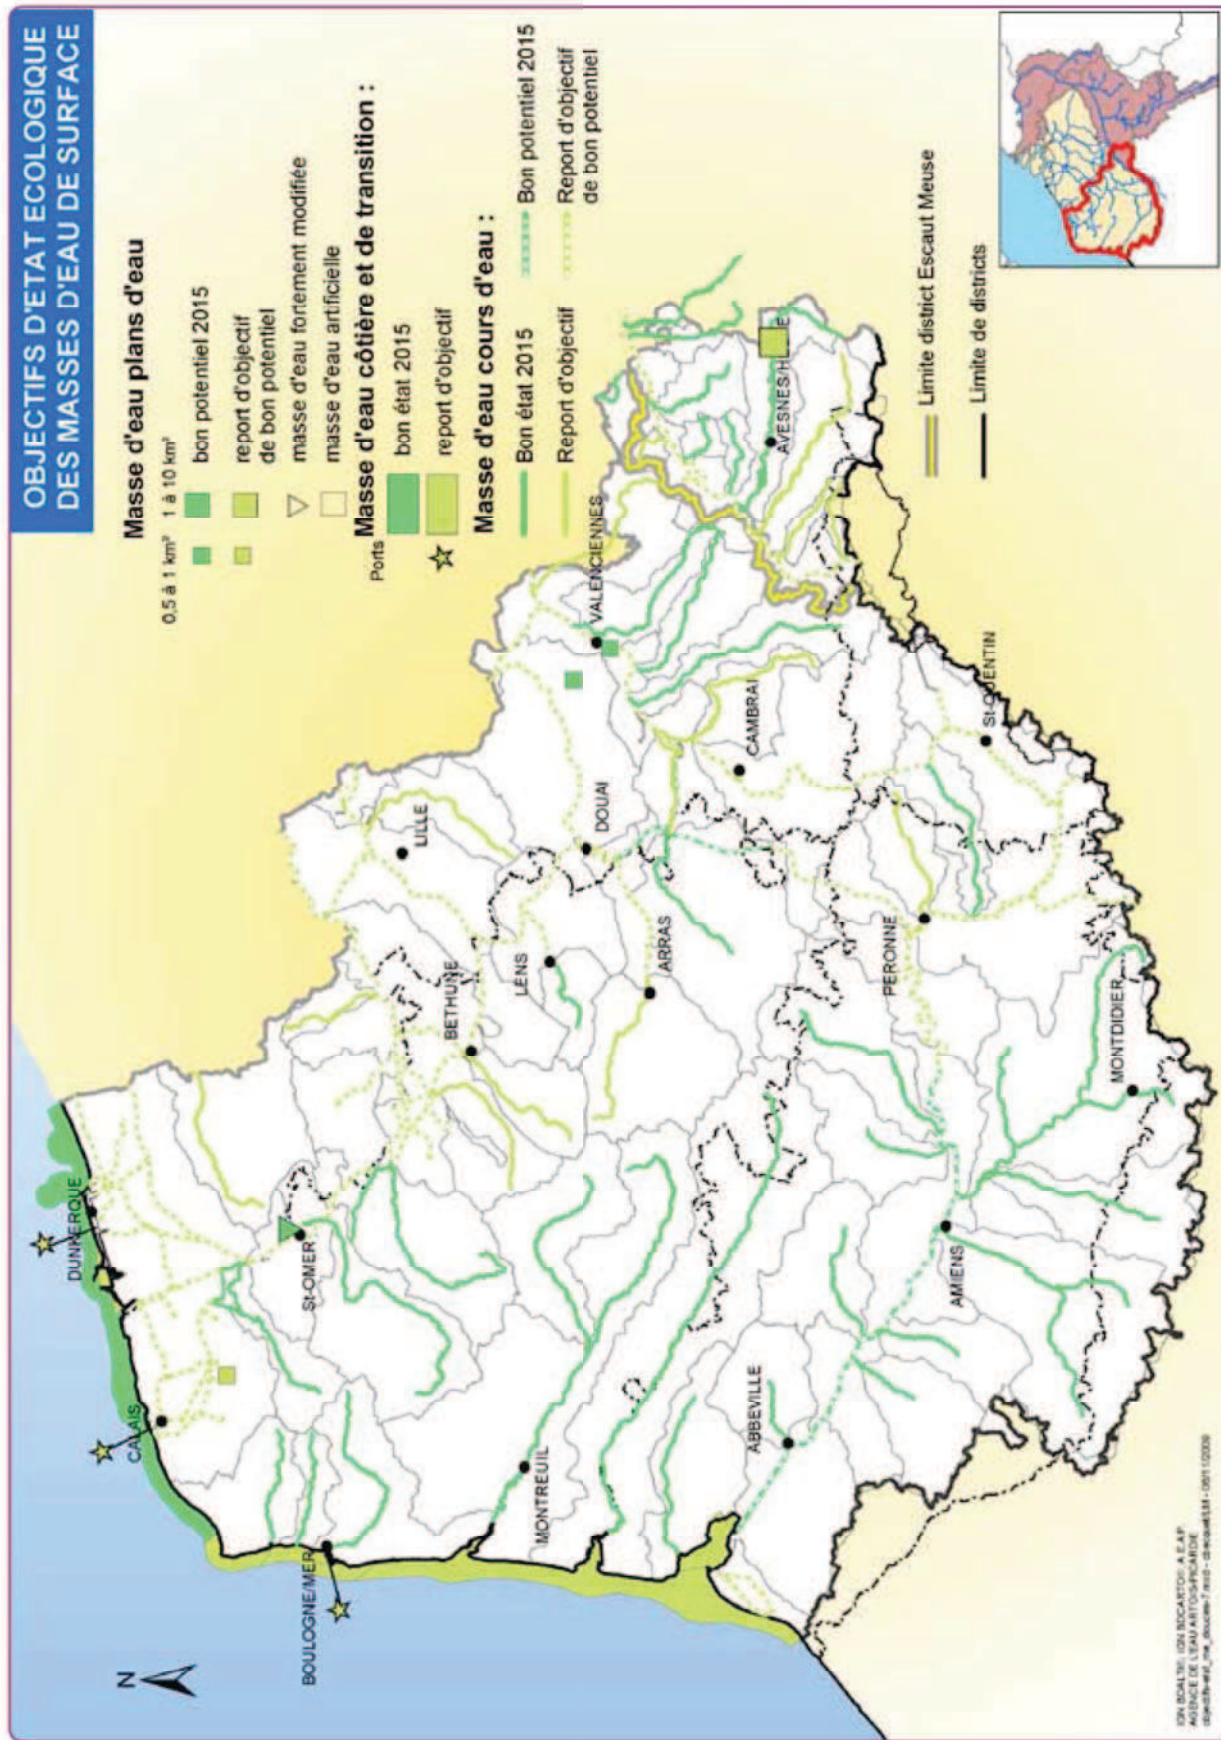 OBJECTIFS D'ETAT ECOLOGIQUE
DES MASSES D'EAU DE SURFACE
Masse d'eau plans d'eau
0,5 à 1 km² 1 à 10 km²
bon potentiel 2015
report d'objectif
de bon potentiel
masse d'eau fortement modifiée
masse d'eau artificielle
Masse d'eau côtière et de transition :
Ports
bon état 2015
report d'objectif
Masse d'eau cours d'eau :
Bon état 2015
Bon potentiel 2015
Report d'objectif
Report d'objectif
de bon potentiel
Limite district Escaut Meuse
Limite de districts
N
DUNKERQUE
CALAIS
BOULOGNE/MER
St-OMER
LILLE
BETHUNE
LENS
DOUAI
VALENCIENNES
ARRAS
CAMBRAI
AVESNES/HELPE
MONTREUIL
ABBEVILLE
AMIENS
PERONNE
St-QUENTIN
MONTDIDIER
AGENCE DE L'EAU ARTOIS-PICARDIE